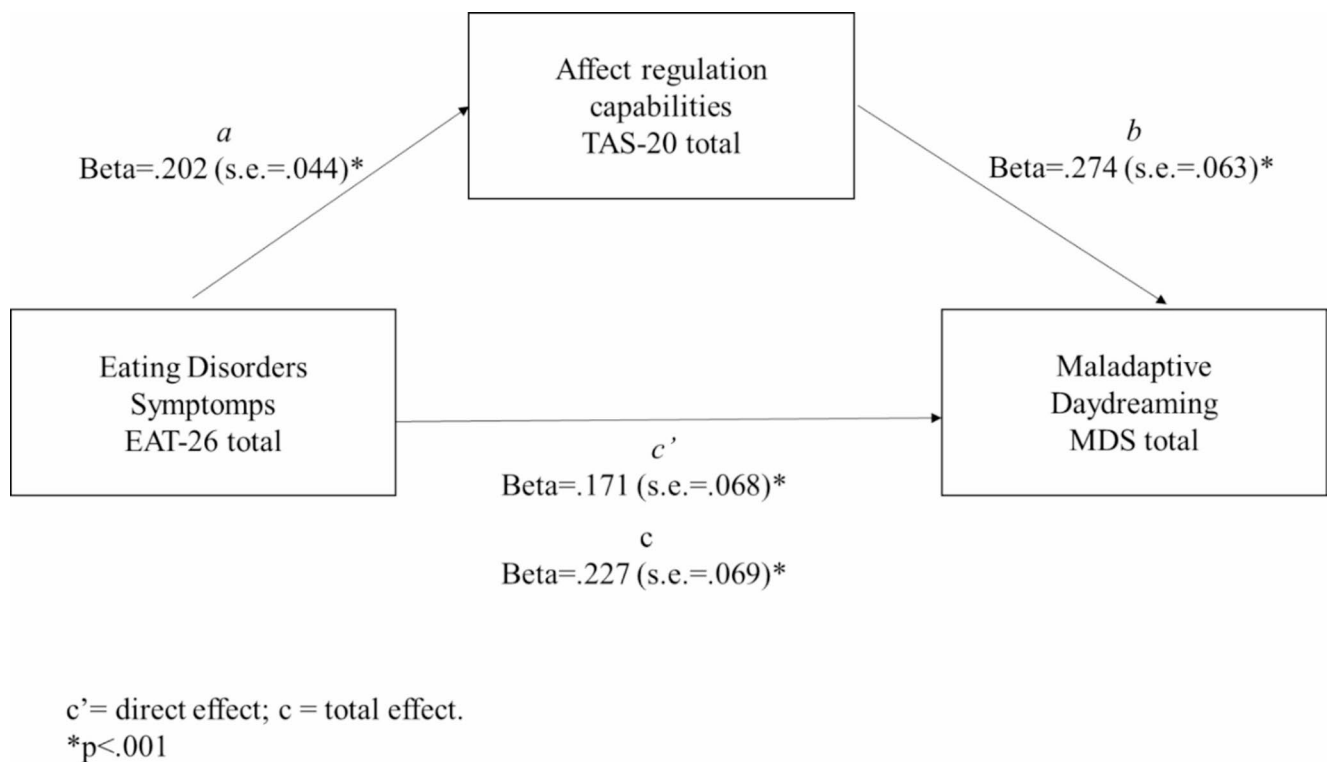 Affect regulation
capabilities
TAS-20 total
a
Beta=.202 (s.e.=.044)*
b
Beta=.274 (s.e.=.063)*
Eating Disorders
Symptomps
EAT-26 total
Maladaptive
Daydreaming
MDS total
c’
Beta=.171 (s.e.=.068)*
c
Beta=.227 (s.e.=.069)*
c’= direct effect; c = total effect.
*p<.001